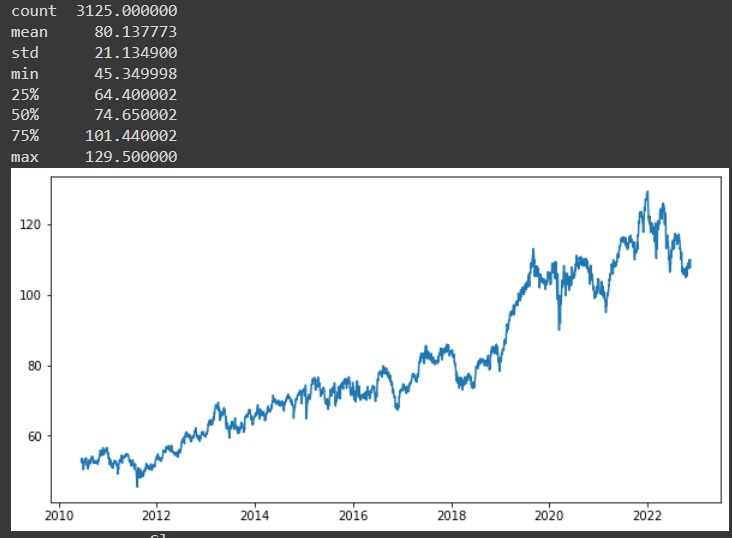 count 3125.000000
mean 80.137773
std 21.134900
min 45.349998
25% 64.400002
50% 74.650002
75% 101.440002
max 129.500000
120
100
80
60
2010 2012 2014 2016 2018 2020 2022